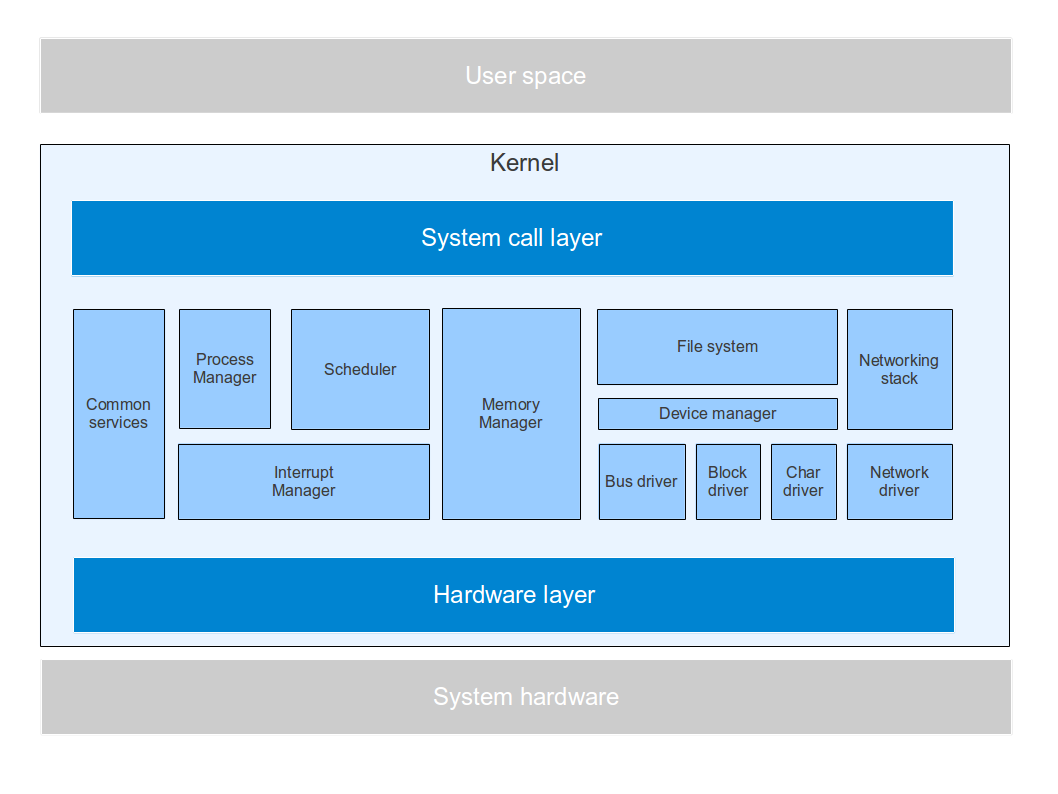 User space
Kernel
System call layer
Common
services
Process
Manager
Scheduler
Interrupt
Manager
Memory
Manager
File system
Device manager
Bus driver
Block
driver
Char
driver
Networking
stack
Network
driver
Hardware layer
System hardware